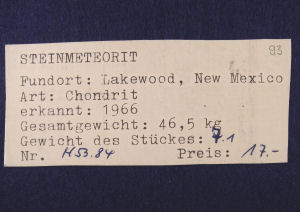 93
STEINMETEORIT
Fundort: Lakewood, New Mexico
Art: Chondrit
erkannt: 1966
Gesamtgewicht: 46,5 kg
Gewicht des Stückes: 7.1
Nr. H53.84 Preis: 17.-